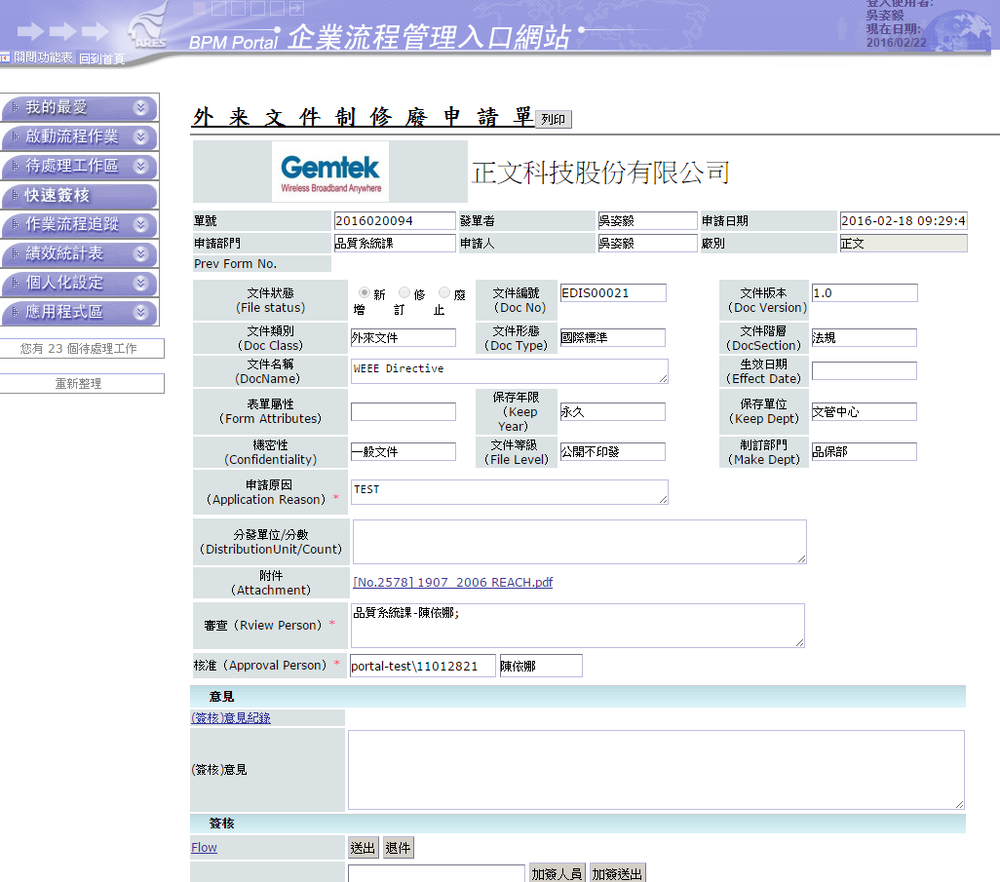 登入使用者:
吳姿毅
現在日期:
2016/02/22
ARES
BPM Portal 企業流程管理入口網站
關閉功能表 回到首頁
我的最愛
啟動流程作業
待處理工作區
快速簽核
作業流程追蹤
績效統計表
個人化設定
應用程式區
您有 23 個待處理工作
重新整理
外來文件制修廢申請單 列印
Gemtek
Wireless Broadband Anywhere
正文科技股份有限公司
單號 2016020094 發單者 吳姿毅 申請日期 2016-02-18 09:29:4
申請部門 品質系統課 申請人 吳姿毅 廠別 正文
Prev Form No.
文件狀態
(File status)
新增 修訂 廢止
文件編號
(Doc No)
EDIS00021
文件版本
(Doc Version)
1.0
文件類別
(Doc Class)
外來文件
文件形態
(Doc Type)
國際標準
文件階層
(DocSection)
法規
文件名稱
(DocName)
WEEE Directive
生效日期
(Effect Date)
表單屬性
(Form Attributes)
保存年限
(Keep
Year)
永久
保存單位
(Keep Dept)
文管中心
機密性
(Confidentiality)
一般文件
文件等級
(File Level)
公開不印發
制訂部門
(Make Dept)
品保部
申請原因
(Application Reason) *
TEST
分發單位/分數
(DistributionUnit/Count)
附件
(Attachment)
[No.2578] 1907_2006 REACH.pdf
審查 (Rview Person) *
品質系統課-陳依娜;
核准 (Approval Person) *
portal-test\11012821 陳依娜
意見
(簽核)意見紀錄
(簽核)意見
簽核
Flow 送出 退件
加簽人員 加簽送出